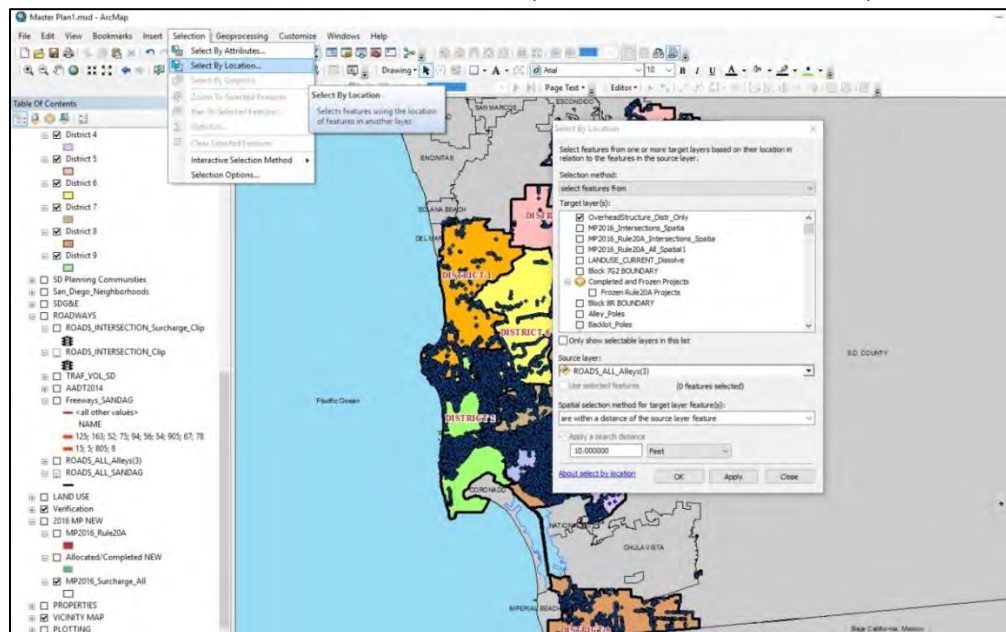 Master Plan1.mxd - ArcMap
File Edit View Bookmarks Insert Selection Geoprocessing Customize Windows Help
Select By Attributes...
Select By Location...
Select By Graphics
Zoom To Selected Features
Pan To Selected Features
Statistics...
Clear Selected Features
Interactive Selection Method
Selection Options...
Select By Location
Selects features using the location
of features in another layer.
Drawing
Arial
10
B I U
Page Text
Editor
Table Of Contents
District 4
District 5
District 6
District 7
District 8
District 9
SD Planning Communities
San_Diego_Neighborhoods
SDG&E
ROADWAYS
ROADS_INTERSECTION_Surcharge_Clip
ROADS_INTERSECTION_Clip
TRAF_VOL_SD
AADT2014
Freeways_SANDAG
<all other values>
NAME
125; 163; 52; 75; 94; 56; 54; 905; 67; 78
15; 5; 805; 8
ROADS_ALL_Alleys(3)
ROADS_ALL_SANDAG
LAND USE
Verification
2016 MP NEW
MP2016_Rule20A
Allocated/Completed NEW
MP2016_Surcharge_All
PROPERTIES
VICINITY MAP
PLOTTING
SAN MARCOS
ESCONDIDO
ENCINITAS
SOLANA BEACH
DEL MAR
DISTRICT 1
DISTRICT 6
DISTRICT 2
Pacific Ocean
CORONADO
CHULA VISTA
IMPERIAL BEACH
S.D. COUNTY
Baja California, Mexico
Select By Location
Select features from one or more target layers based on their location in
relation to the features in the source layer.
Selection method:
select features from
Target layer(s):
OverheadStructure_Distr_Only
MP2016_Intersections_Spatia
MP2016_Rule20A_Intersections_Spatia
MP2016_Rule20A_All_Spatial1
LANDUSE_CURRENT_Dissolve
Block 7G2 BOUNDARY
Completed and Frozen Projects
Frozen Rule20A Projects
Block 8R BOUNDARY
Alley_Poles
Backlot_Poles
Only show selectable layers in this list
Source layer:
ROADS_ALL_Alleys(3)
Use selected features (0 features selected)
Spatial selection method for target layer feature(s):
are within a distance of the source layer feature
Apply a search distance
10.000000 Feet
About select by location OK Apply Close